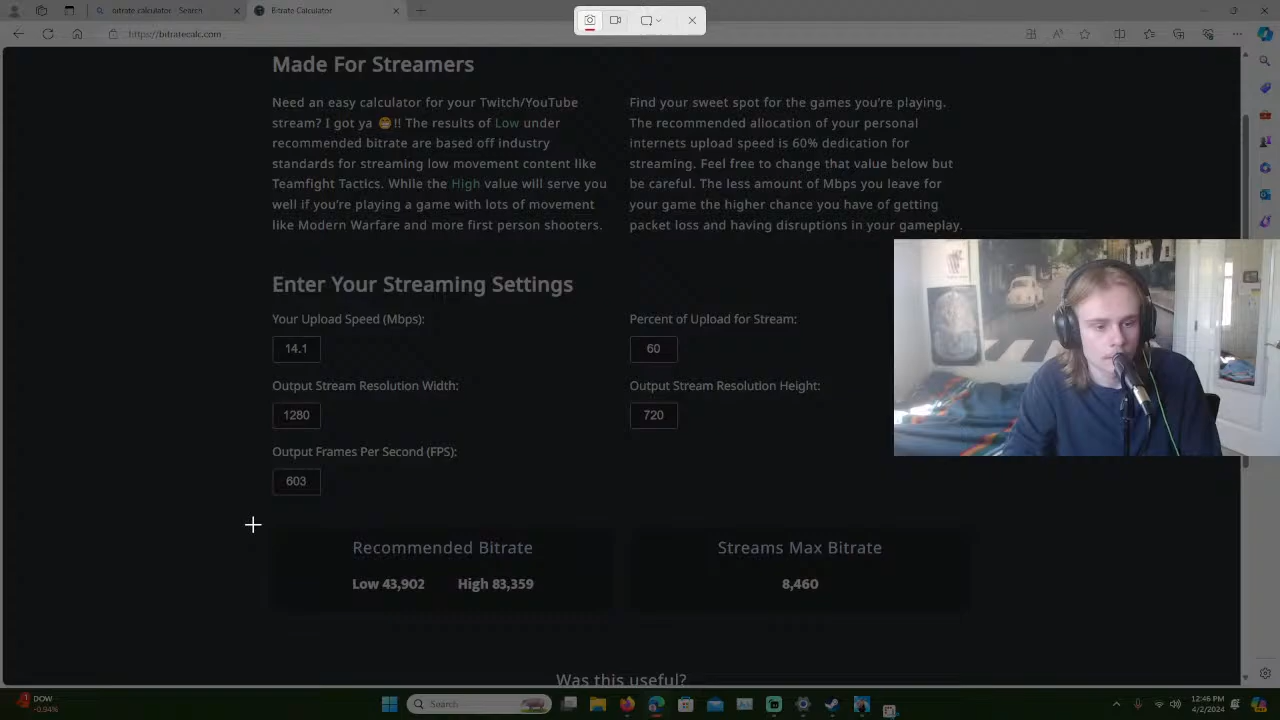 bitrate calculator - Search
Bitrate Calculator
https://bitratecalc.com
Made For Streamers
Need an easy calculator for your Twitch/YouTube
stream? I got ya 😁!! The results of Low under
recommended bitrate are based off industry
standards for streaming low movement content like
Teamfight Tactics. While the High value will serve you
well if you're playing a game with lots of movement
like Modern Warfare and more first person shooters.
Find your sweet spot for the games you're playing.
The recommended allocation of your personal
internets upload speed is 60% dedication for
streaming. Feel free to change that value below but
be careful. The less amount of Mbps you leave for
your game the higher chance you have of getting
packet loss and having disruptions in your gameplay.
Enter Your Streaming Settings
Your Upload Speed (Mbps):
14.1
Percent of Upload for Stream:
60
Output Stream Resolution Width:
1280
Output Stream Resolution Height:
720
Output Frames Per Second (FPS):
603
Recommended Bitrate
Low 43,902 High 83,359
Streams Max Bitrate
8,460
Was this useful?
1
DOW
-0.94%
Search
12:46 PM
4/2/2024